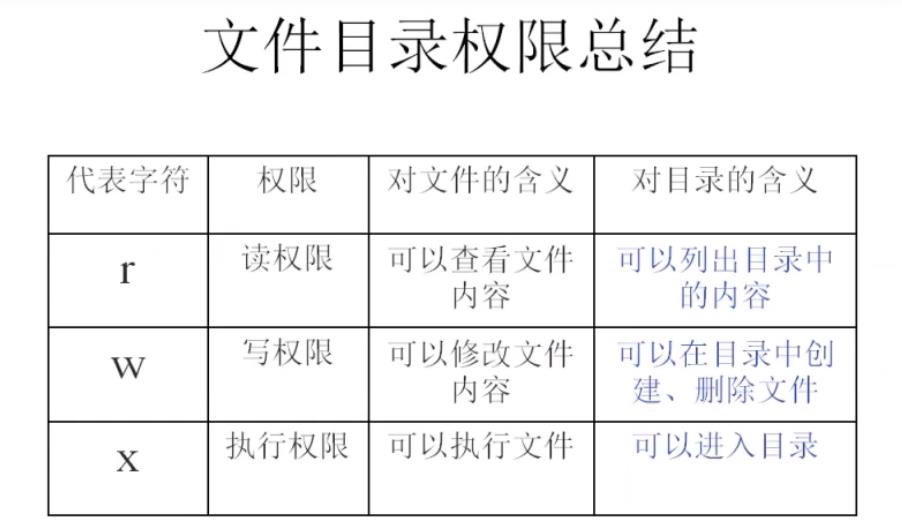 文件目录权限总结
代表字符 权限 对文件的含义 对目录的含义
r 读权限 可以查看文件内容 可以列出目录中的内容
w 写权限 可以修改文件内容 可以在目录中创建、删除文件
x 执行权限 可以执行文件 可以进入目录